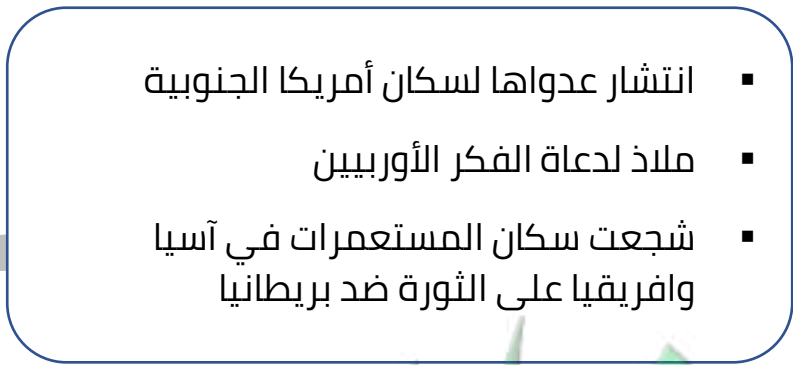 ▪ انتشار عدواها لسكان أمريكا الجنوبية
▪ ملاذ لدعاة الفكر الأوربيين
▪ شجعت سكان المستعمرات في آسيا
وافريقيا على الثورة ضد بريطانيا